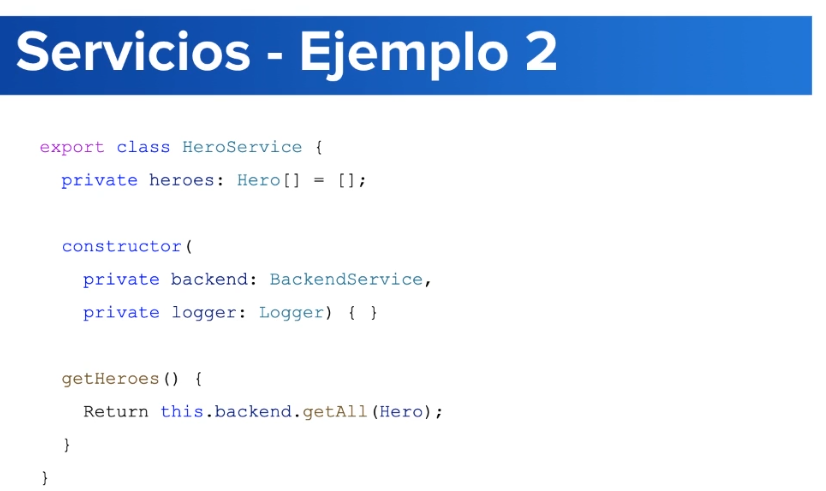 Servicios - Ejemplo 2
export class HeroService {
private heroes: Hero[] = [];
constructor(
private backend: BackendService,
private logger: Logger) { }
getHeroes() {
Return this.backend.getAll(Hero);
}
}